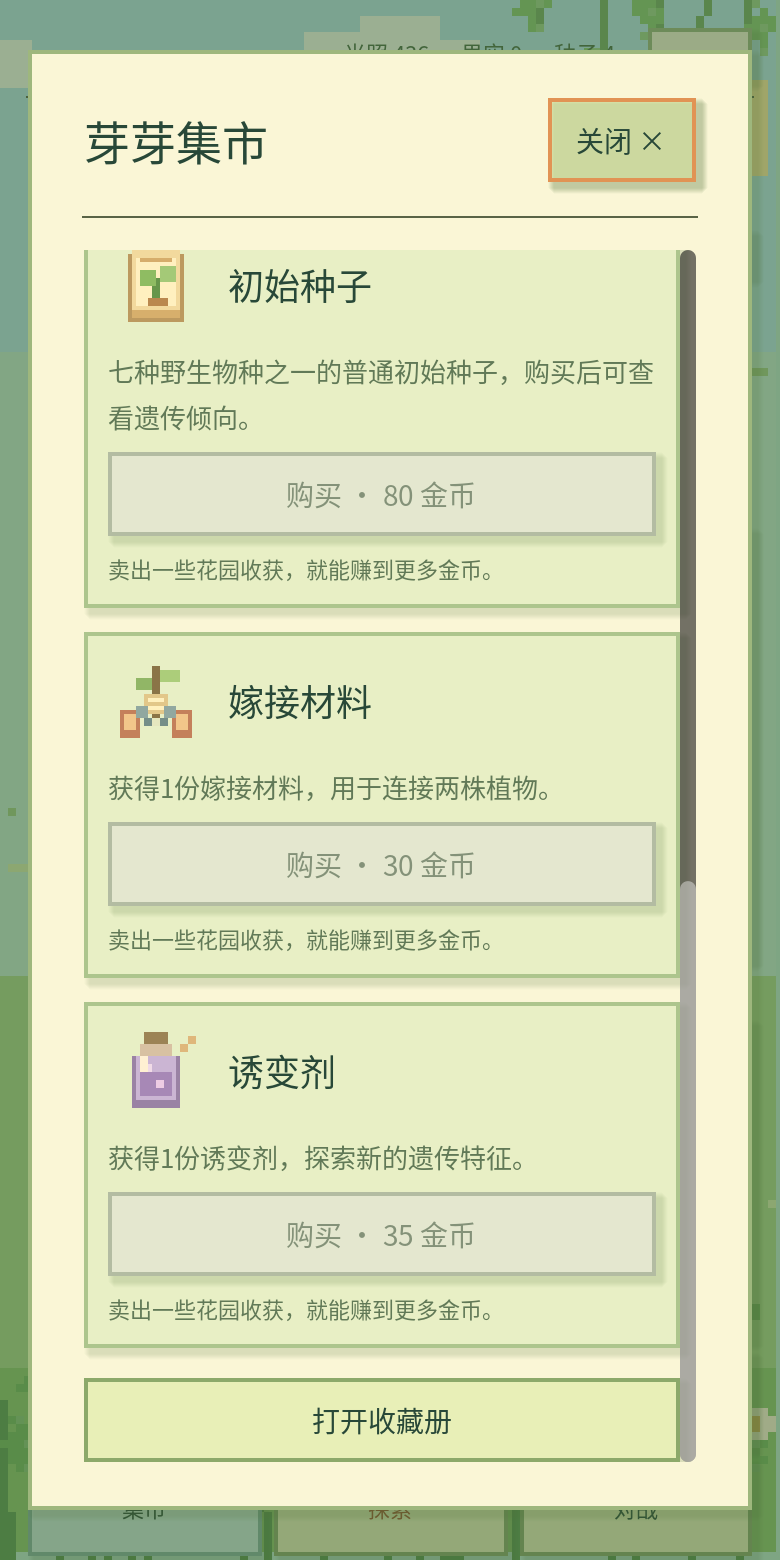 芽芽集市
关闭 ×
初始种子
七种野生物种之一的普通初始种子，购买后可查
看遗传倾向。
购买 · 80 金币
卖出一些花园收获，就能赚到更多金币。
嫁接材料
获得1份嫁接材料，用于连接两株植物。
购买 · 30 金币
卖出一些花园收获，就能赚到更多金币。
诱变剂
获得1份诱变剂，探索新的遗传特征。
购买 · 35 金币
卖出一些花园收获，就能赚到更多金币。
打开收藏册
集市
探索
对战